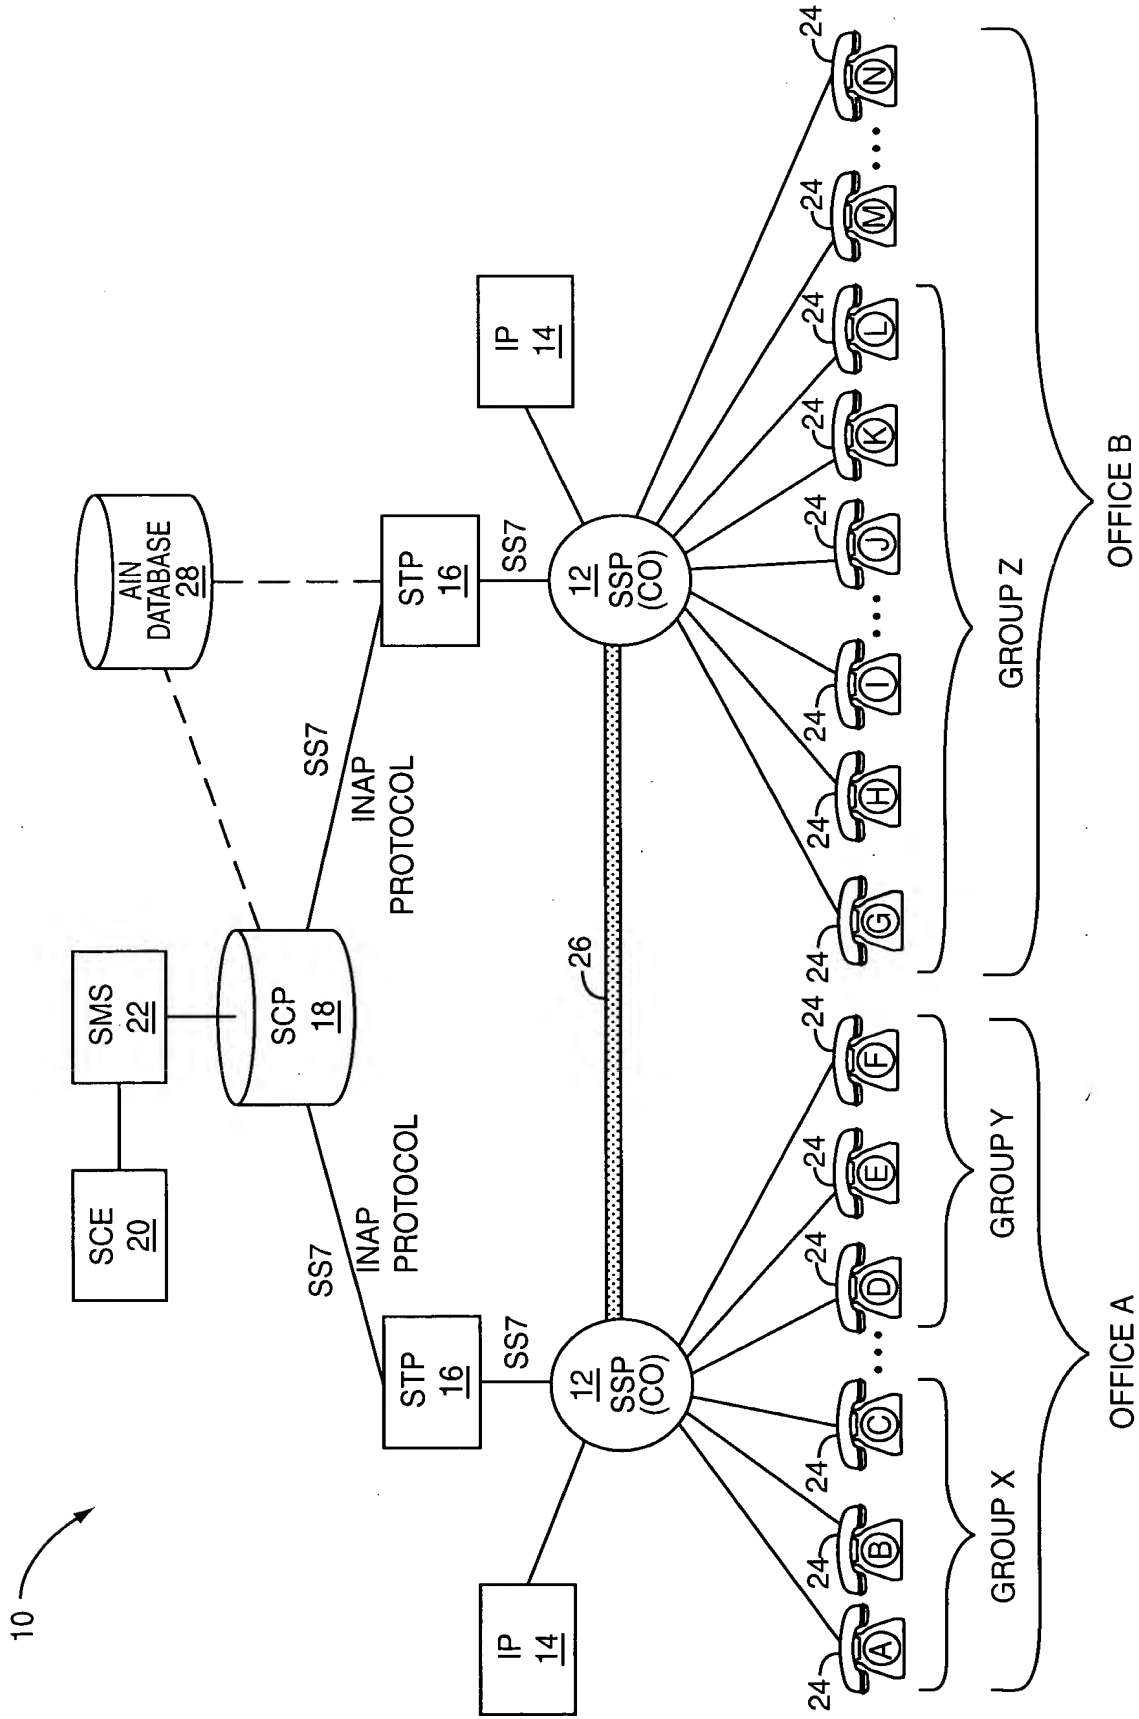 10
SCE
20
SMS
22
AIN
DATABASE
28
SCP
18
SS7
INAP
PROTOCOL
SS7
INAP
PROTOCOL
STP
16
STP
16
SS7
SS7
IP
14
12
SSP
(CO)
26
12
SSP
(CO)
IP
14
24
24
24
24
24
24
24
24
24
24
24
24
24
24
A
B
C
D
E
F
G
H
I
J
K
L
M
N
GROUP X
GROUP Y
GROUP Z
OFFICE A
OFFICE B